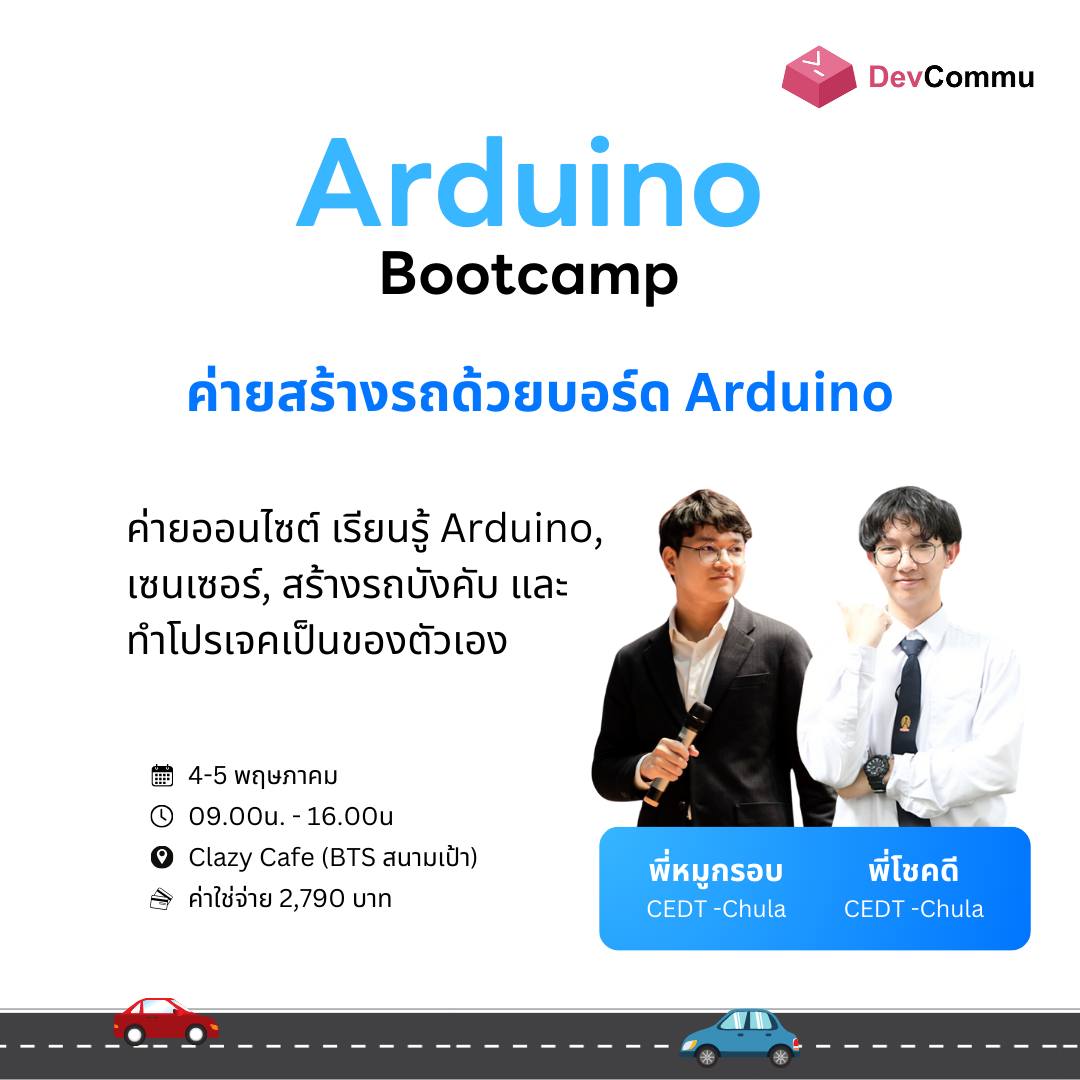 DevCommu
Arduino
Bootcamp
ค่ายสร้างรถด้วยบอร์ด Arduino
ค่ายออนไซต์ เรียนรู้ Arduino,
เซนเซอร์, สร้างรถบังคับ และ
ทำโปรเจคเป็นของตัวเอง
4-5 พฤษภาคม
09.00น. - 16.00น
Clazy Cafe (BTS สนามเป้า)
ค่าใช่จ่าย 2,790 บาท
พี่หมูกรอบ
CEDT -Chula
พี่โชคดี
CEDT -Chula